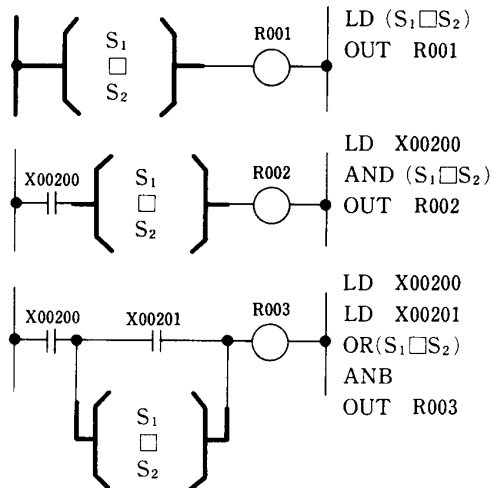 S₁
□
S₂
R001
LD (S₁□S₂)
OUT R001
X00200
S₁
□
S₂
R002
LD X00200
AND (S₁□S₂)
OUT R002
X00200
X00201
R003
S₁
□
S₂
LD X00200
LD X00201
OR(S₁□S₂)
ANB
OUT R003